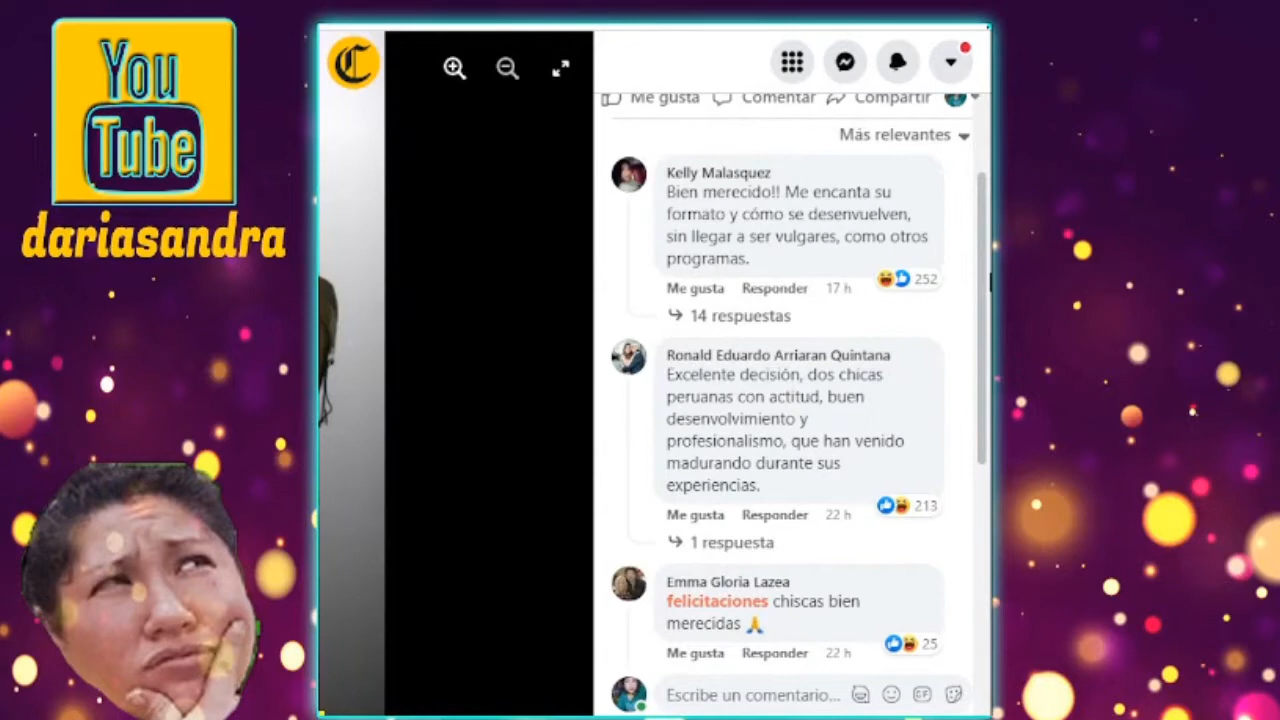 You
Tube
dariasandra
C
Me gusta Comentar Compartir
Más relevantes
Kelly Malasquez
Bien merecido!! Me encanta su
formato y cómo se desenvuelven,
sin llegar a ser vulgares, como otros
programas.
252
Me gusta Responder 17 h
14 respuestas
Ronald Eduardo Arriaran Quintana
Excelente decisión, dos chicas
peruanas con actitud, buen
desenvolvimiento y
profesionalismo, que han venido
madurando durante sus
experiencias.
213
Me gusta Responder 22 h
1 respuesta
Emma Gloria Lazea
felicitaciones chiscas bien
merecidas 🙏
25
Me gusta Responder 22 h
Escribe un comentario...
GIF